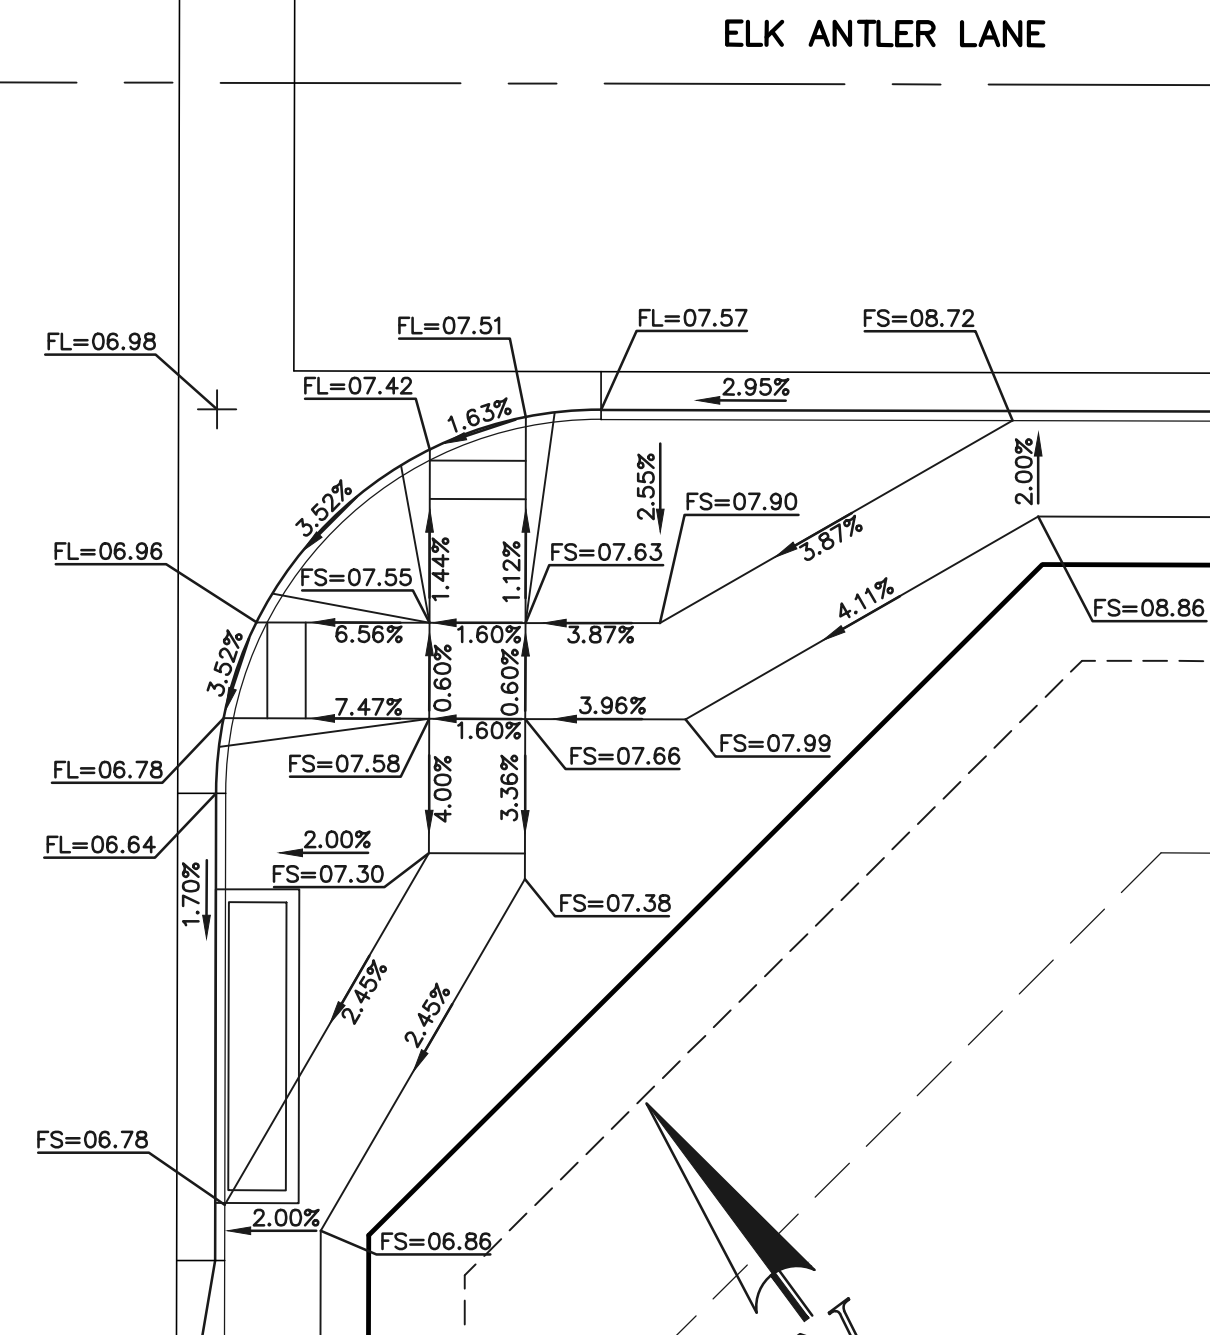 ELK ANTLER LANE
FL=06.98
FL=07.51
FL=07.57
FS=08.72
FL=07.42
2.95%
1.63%
3.52%
2.55%
2.00%
FS=07.90
3.87%
FL=06.96
FS=07.55
1.44%
1.12%
FS=07.63
4.11%
FS=08.86
6.56%
1.60%
3.87%
3.52%
0.60%
0.60%
7.47%
1.60%
3.96%
FL=06.78
FS=07.58
4.00%
3.36%
FS=07.66
FS=07.99
FL=06.64
2.00%
FS=07.30
1.70%
FS=07.38
2.45%
2.45%
FS=06.78
2.00%
FS=06.86